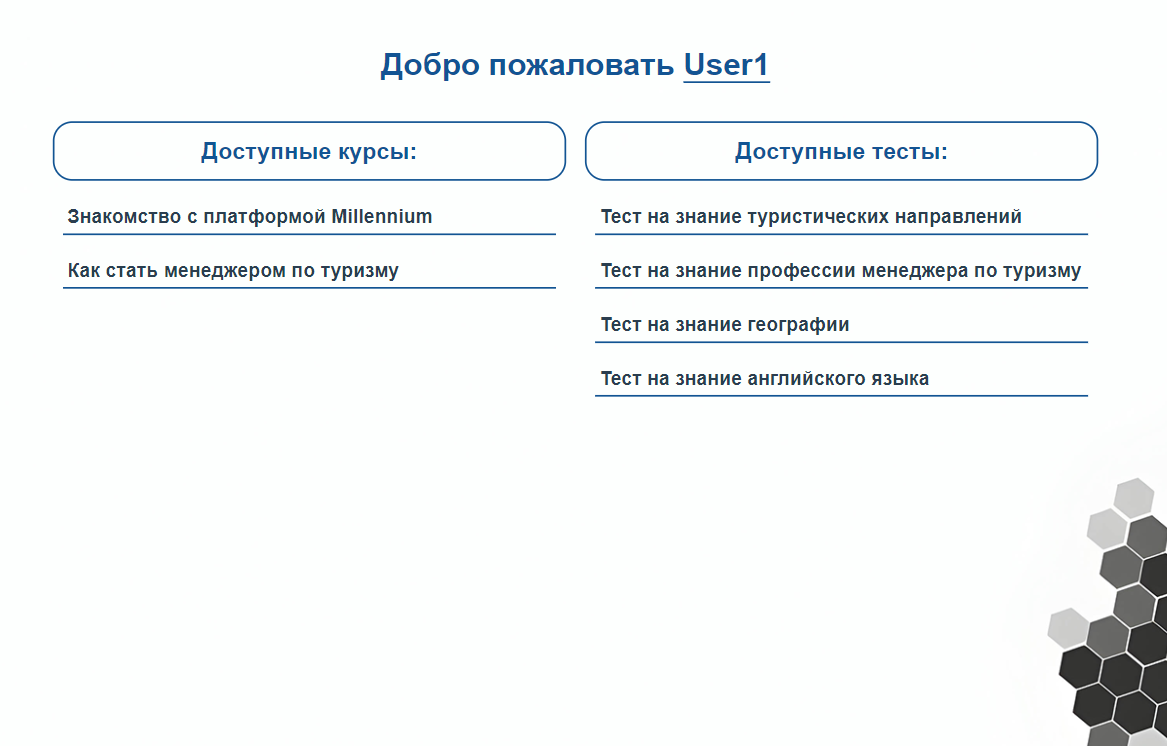 Добро пожаловать User1
Доступные курсы:
Знакомство с платформой Millennium
Как стать менеджером по туризму
Доступные тесты:
Тест на знание туристических направлений
Тест на знание профессии менеджера по туризму
Тест на знание географии
Тест на знание английского языка